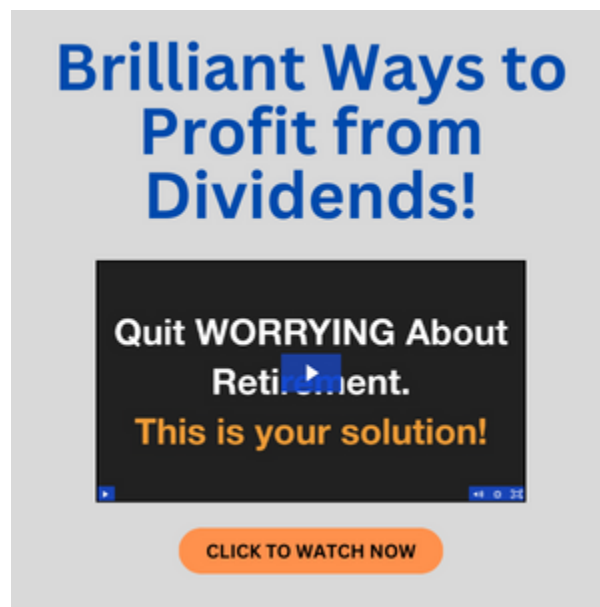 Brilliant Ways to
Profit from
Dividends!
Quit WORRYING About
Retirement.
This is your solution!
CLICK TO WATCH NOW